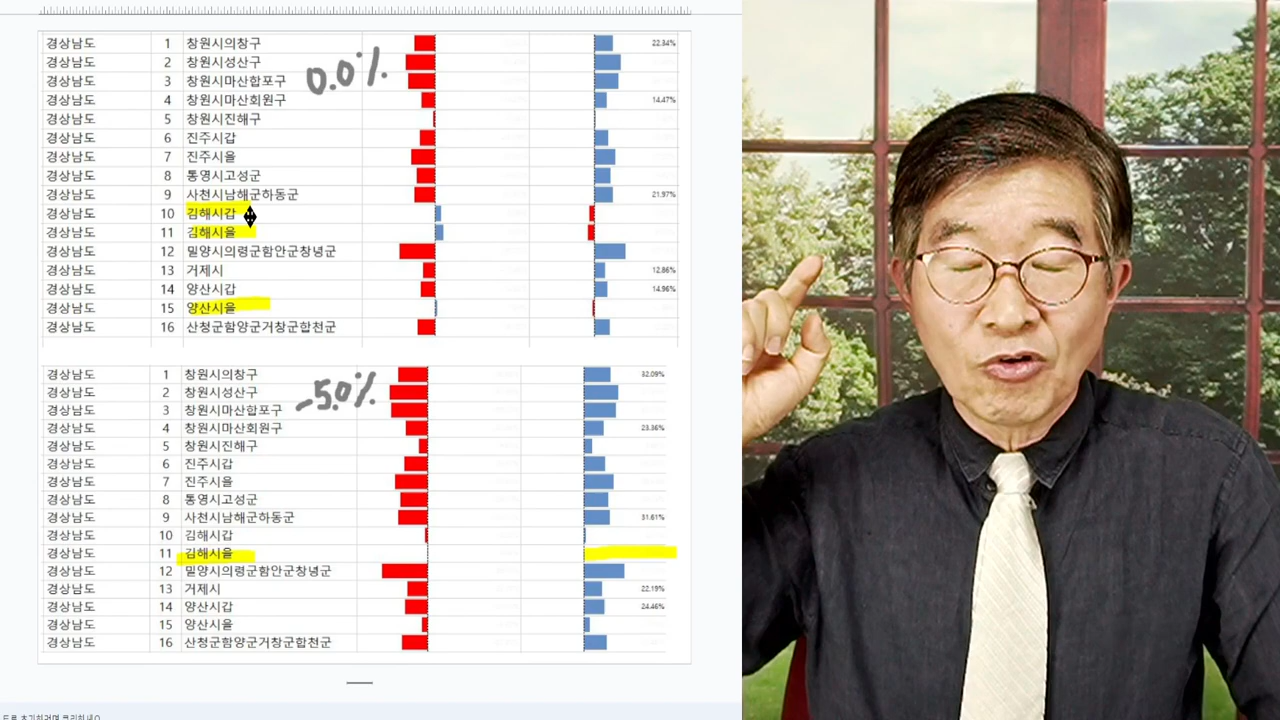 경상남도 1 창원시의창구 22.34%
경상남도 2 창원시성산구
경상남도 3 창원시마산합포구
0.0%
경상남도 4 창원시마산회원구 14.47%
경상남도 5 창원시진해구
경상남도 6 진주시갑
경상남도 7 진주시을
경상남도 8 통영시고성군
경상남도 9 사천시남해군하동군 21.97%
경상남도 10 김해시갑
경상남도 11 김해시을
경상남도 12 밀양시의령군함안군창녕군
경상남도 13 거제시 12.86%
경상남도 14 양산시갑 14.96%
경상남도 15 양산시을
경상남도 16 산청군함양군거창군합천군
경상남도 1 창원시의창구 32.09%
경상남도 2 창원시성산구
-5.0%
경상남도 3 창원시마산합포구
경상남도 4 창원시마산회원구 23.36%
경상남도 5 창원시진해구
경상남도 6 진주시갑
경상남도 7 진주시을
경상남도 8 통영시고성군
경상남도 9 사천시남해군하동군 31.61%
경상남도 10 김해시갑
경상남도 11 김해시을
경상남도 12 밀양시의령군함안군창녕군
경상남도 13 거제시 22.19%
경상남도 14 양산시갑 24.46%
경상남도 15 양산시을
경상남도 16 산청군함양군거창군합천군